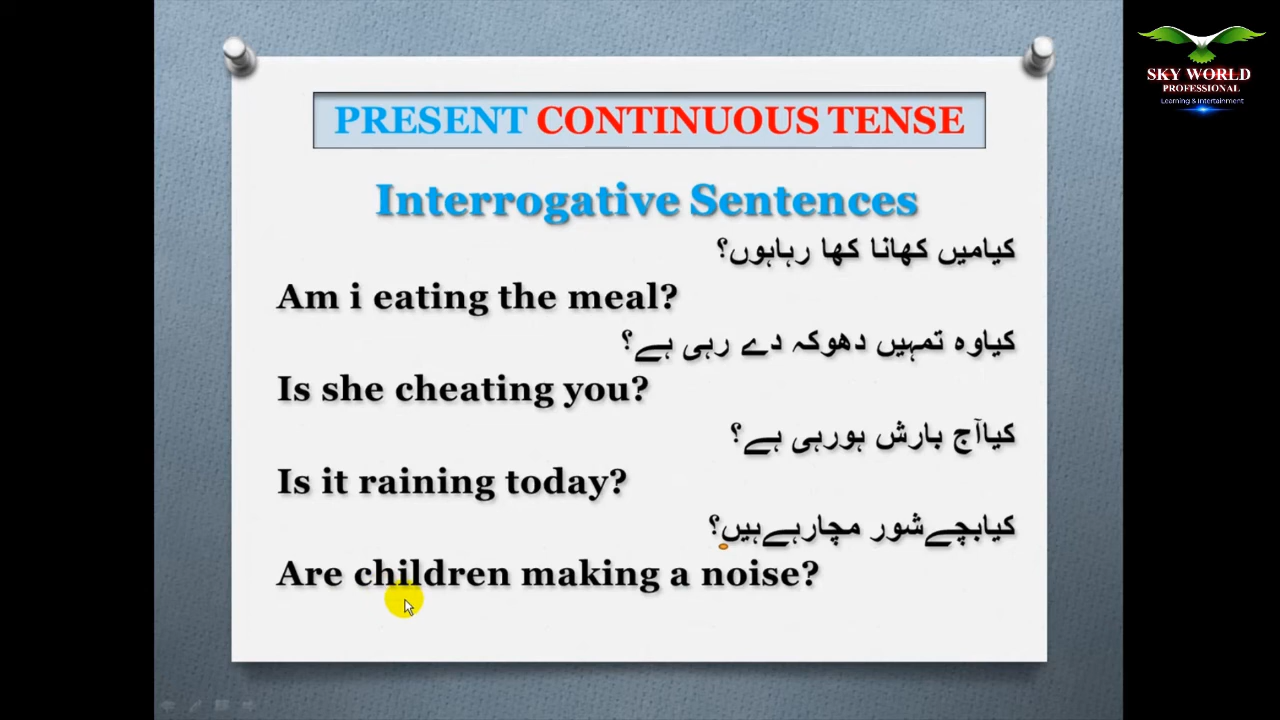 SKY WORLD
PROFESSIONAL
Learning & Intertainment
PRESENT CONTINUOUS TENSE
Interrogative Sentences
کیامیں کھانا کھا رہاہوں؟
Am i eating the meal?
کیاوہ تمہیں دھوکہ دے رہی ہے؟
Is she cheating you?
کیاآج بارش ہورہی ہے؟
Is it raining today?
کیابچےشور مچارہےہیں؟
Are children making a noise?